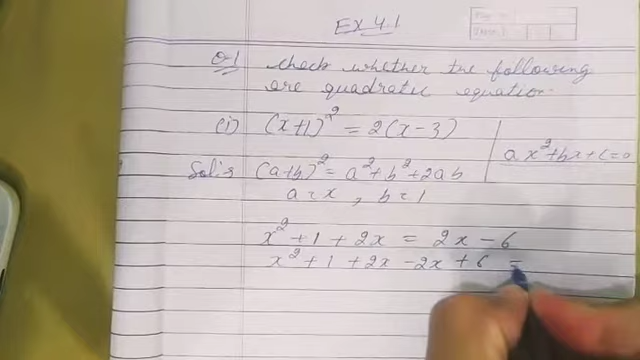 Ex 4.1
Q.1 check whether the following
are quadratic equation.
(i) (x+1)² = 2(x-3)
ax²+bx+c=0
Sol:- (a+b)² = a²+b²+2ab
a = x , b = 1
x²+1+2x = 2x-6
x²+1+2x-2x+6 =